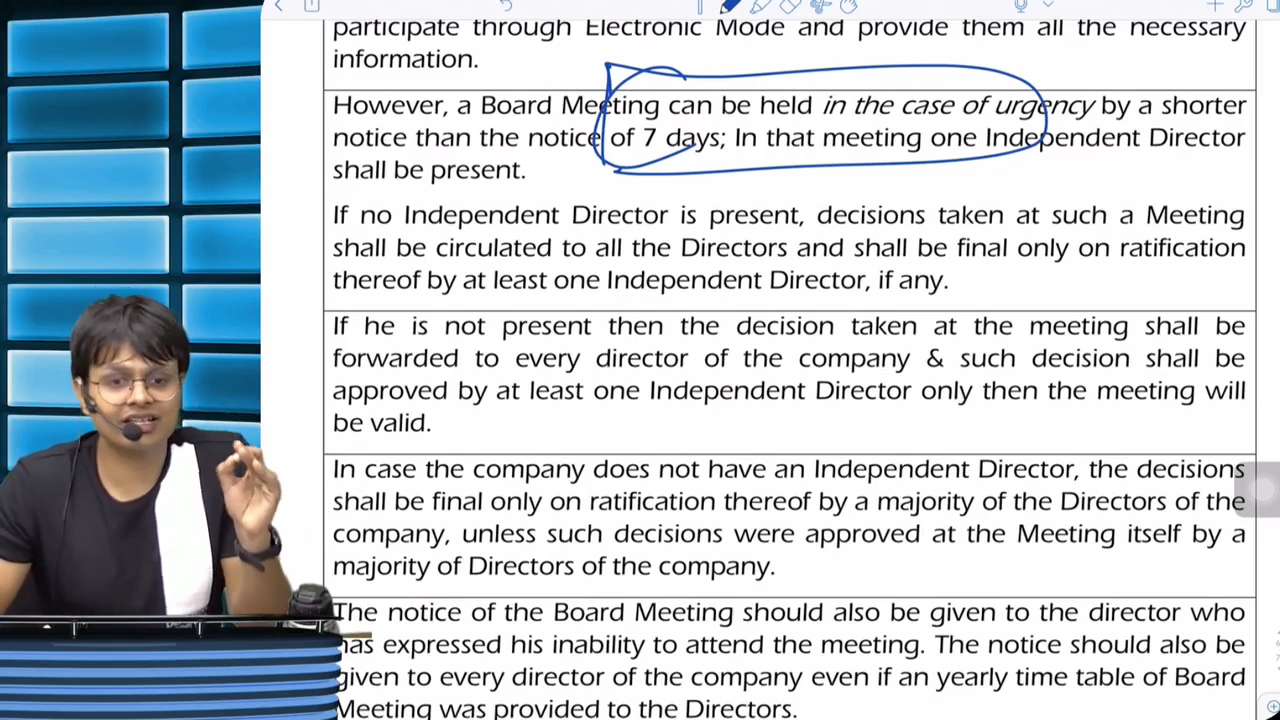 participate through Electronic Mode and provide them all the necessary
information.
However, a Board Meeting can be held in the case of urgency by a shorter
notice than the notice of 7 days; In that meeting one Independent Director
shall be present.
If no Independent Director is present, decisions taken at such a Meeting
shall be circulated to all the Directors and shall be final only on ratification
thereof by at least one Independent Director, if any.
If he is not present then the decision taken at the meeting shall be
forwarded to every director of the company & such decision shall be
approved by at least one Independent Director only then the meeting will
be valid.
In case the company does not have an Independent Director, the decisions
shall be final only on ratification thereof by a majority of the Directors of the
company, unless such decisions were approved at the Meeting itself by a
majority of Directors of the company.
The notice of the Board Meeting should also be given to the director who
has expressed his inability to attend the meeting. The notice should also be
given to every director of the company even if an yearly time table of Board
Meeting was provided to the Directors.